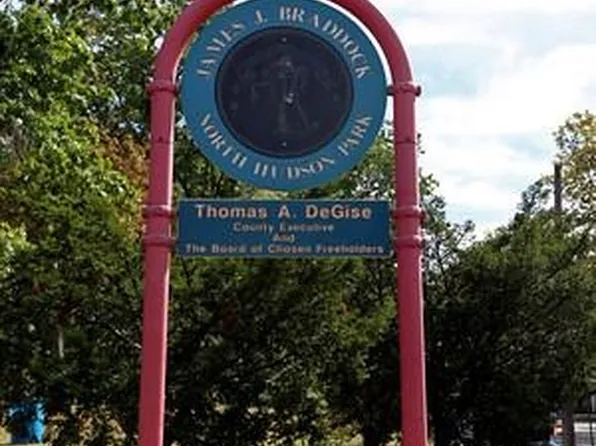 JAMES J. BRADDOCK
NORTH HUDSON PARK
Thomas A. DeGise
County Executive
And
The Board of Chosen Freeholders